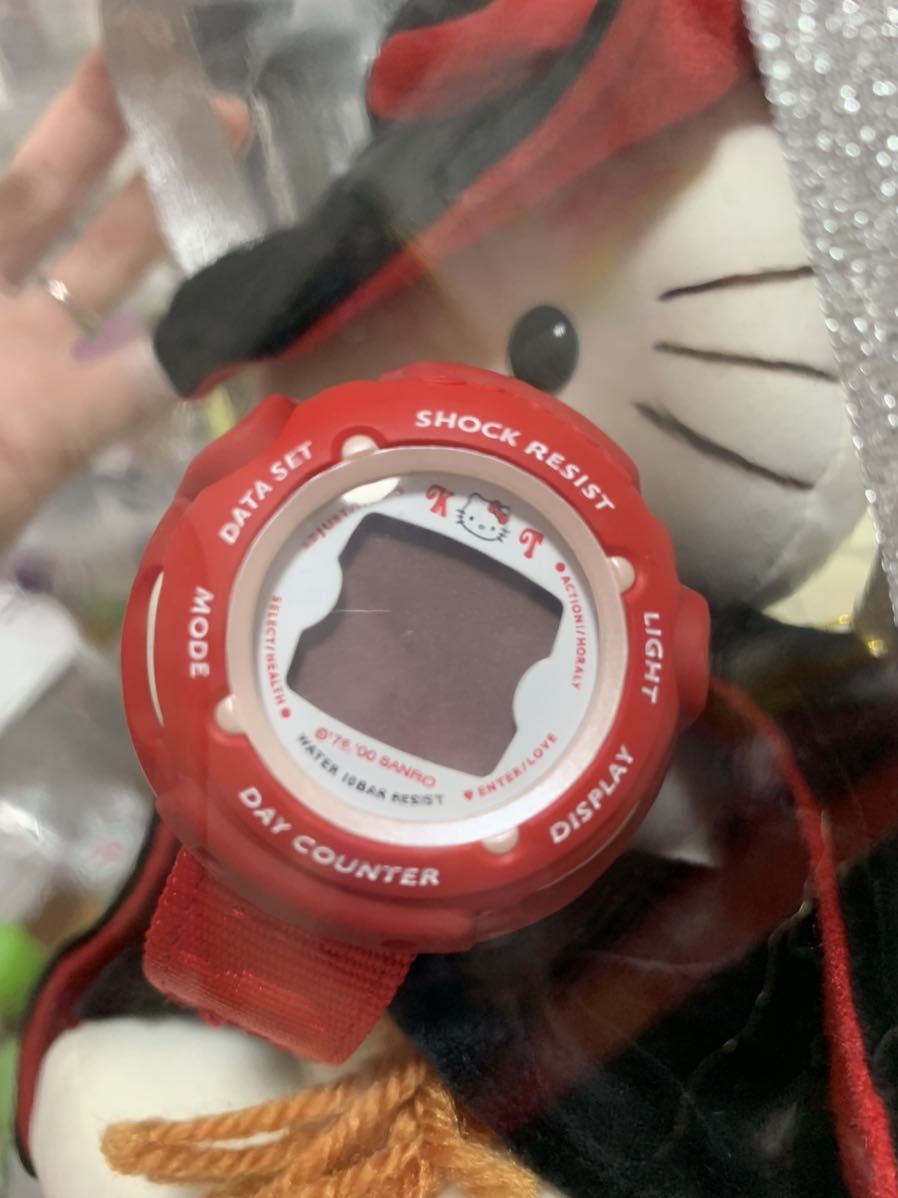 SHOCK RESIST
DATA SET
MODE
LIGHT
DISPLAY
DAY COUNTER
K T
ACTION!/MORALY
SELECT/HEALTH
ENTER/LOVE
©'76,'00 SANRIO
WATER 10BAR RESIST